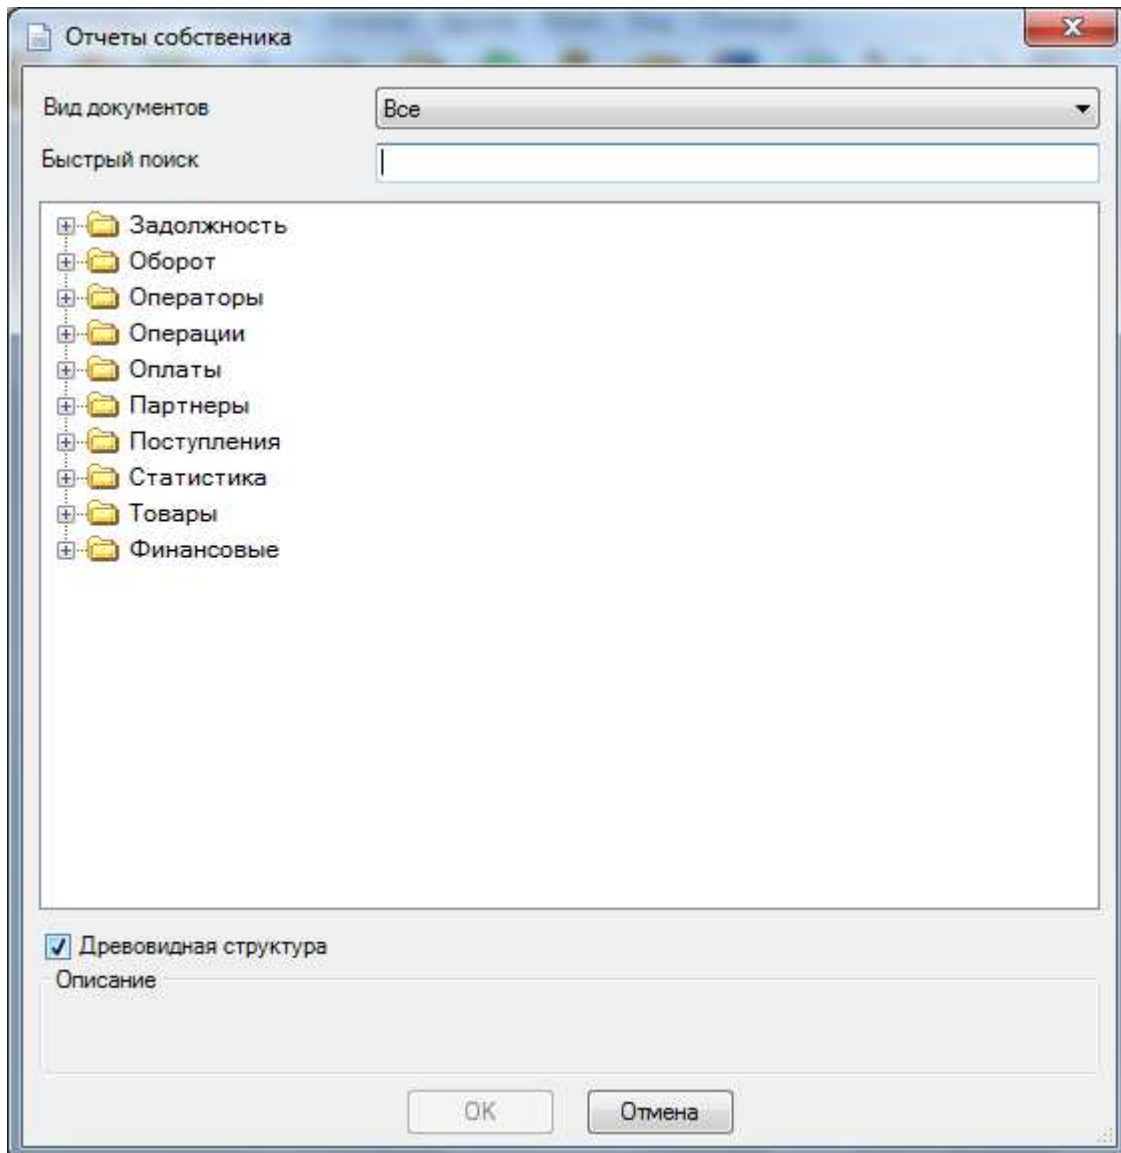 Отчеты собственика
Вид документов Все
Быстрый поиск
Задолжность
Оборот
Операторы
Операции
Оплаты
Партнеры
Поступления
Статистика
Товары
Финансовые
Древовидная структура
Описание
OK Отмена